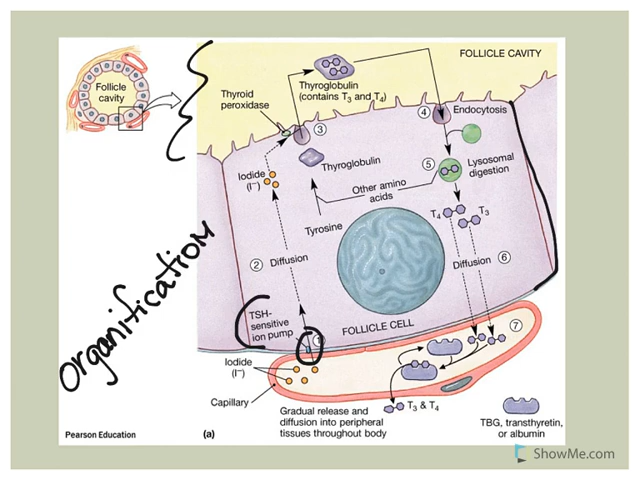 FOLLICLE CAVITY
Follicle
cavity
Thyroglobulin
(contains T3 and T4)
Thyroid
peroxidase
3
4
Endocytosis
Thyroglobulin
5
Lysosomal
digestion
Iodide
(I−)
Other amino
acids
Tyrosine
T4
T3
2
Diffusion
Diffusion
6
organification
TSH-
sensitive
ion pump
1
FOLLICLE CELL
7
Iodide
(I−)
Capillary
T3 & T4
Gradual release and
diffusion into peripheral
tissues throughout body
TBG, transthyretin,
or albumin
Pearson Education
(a)
ShowMe.com